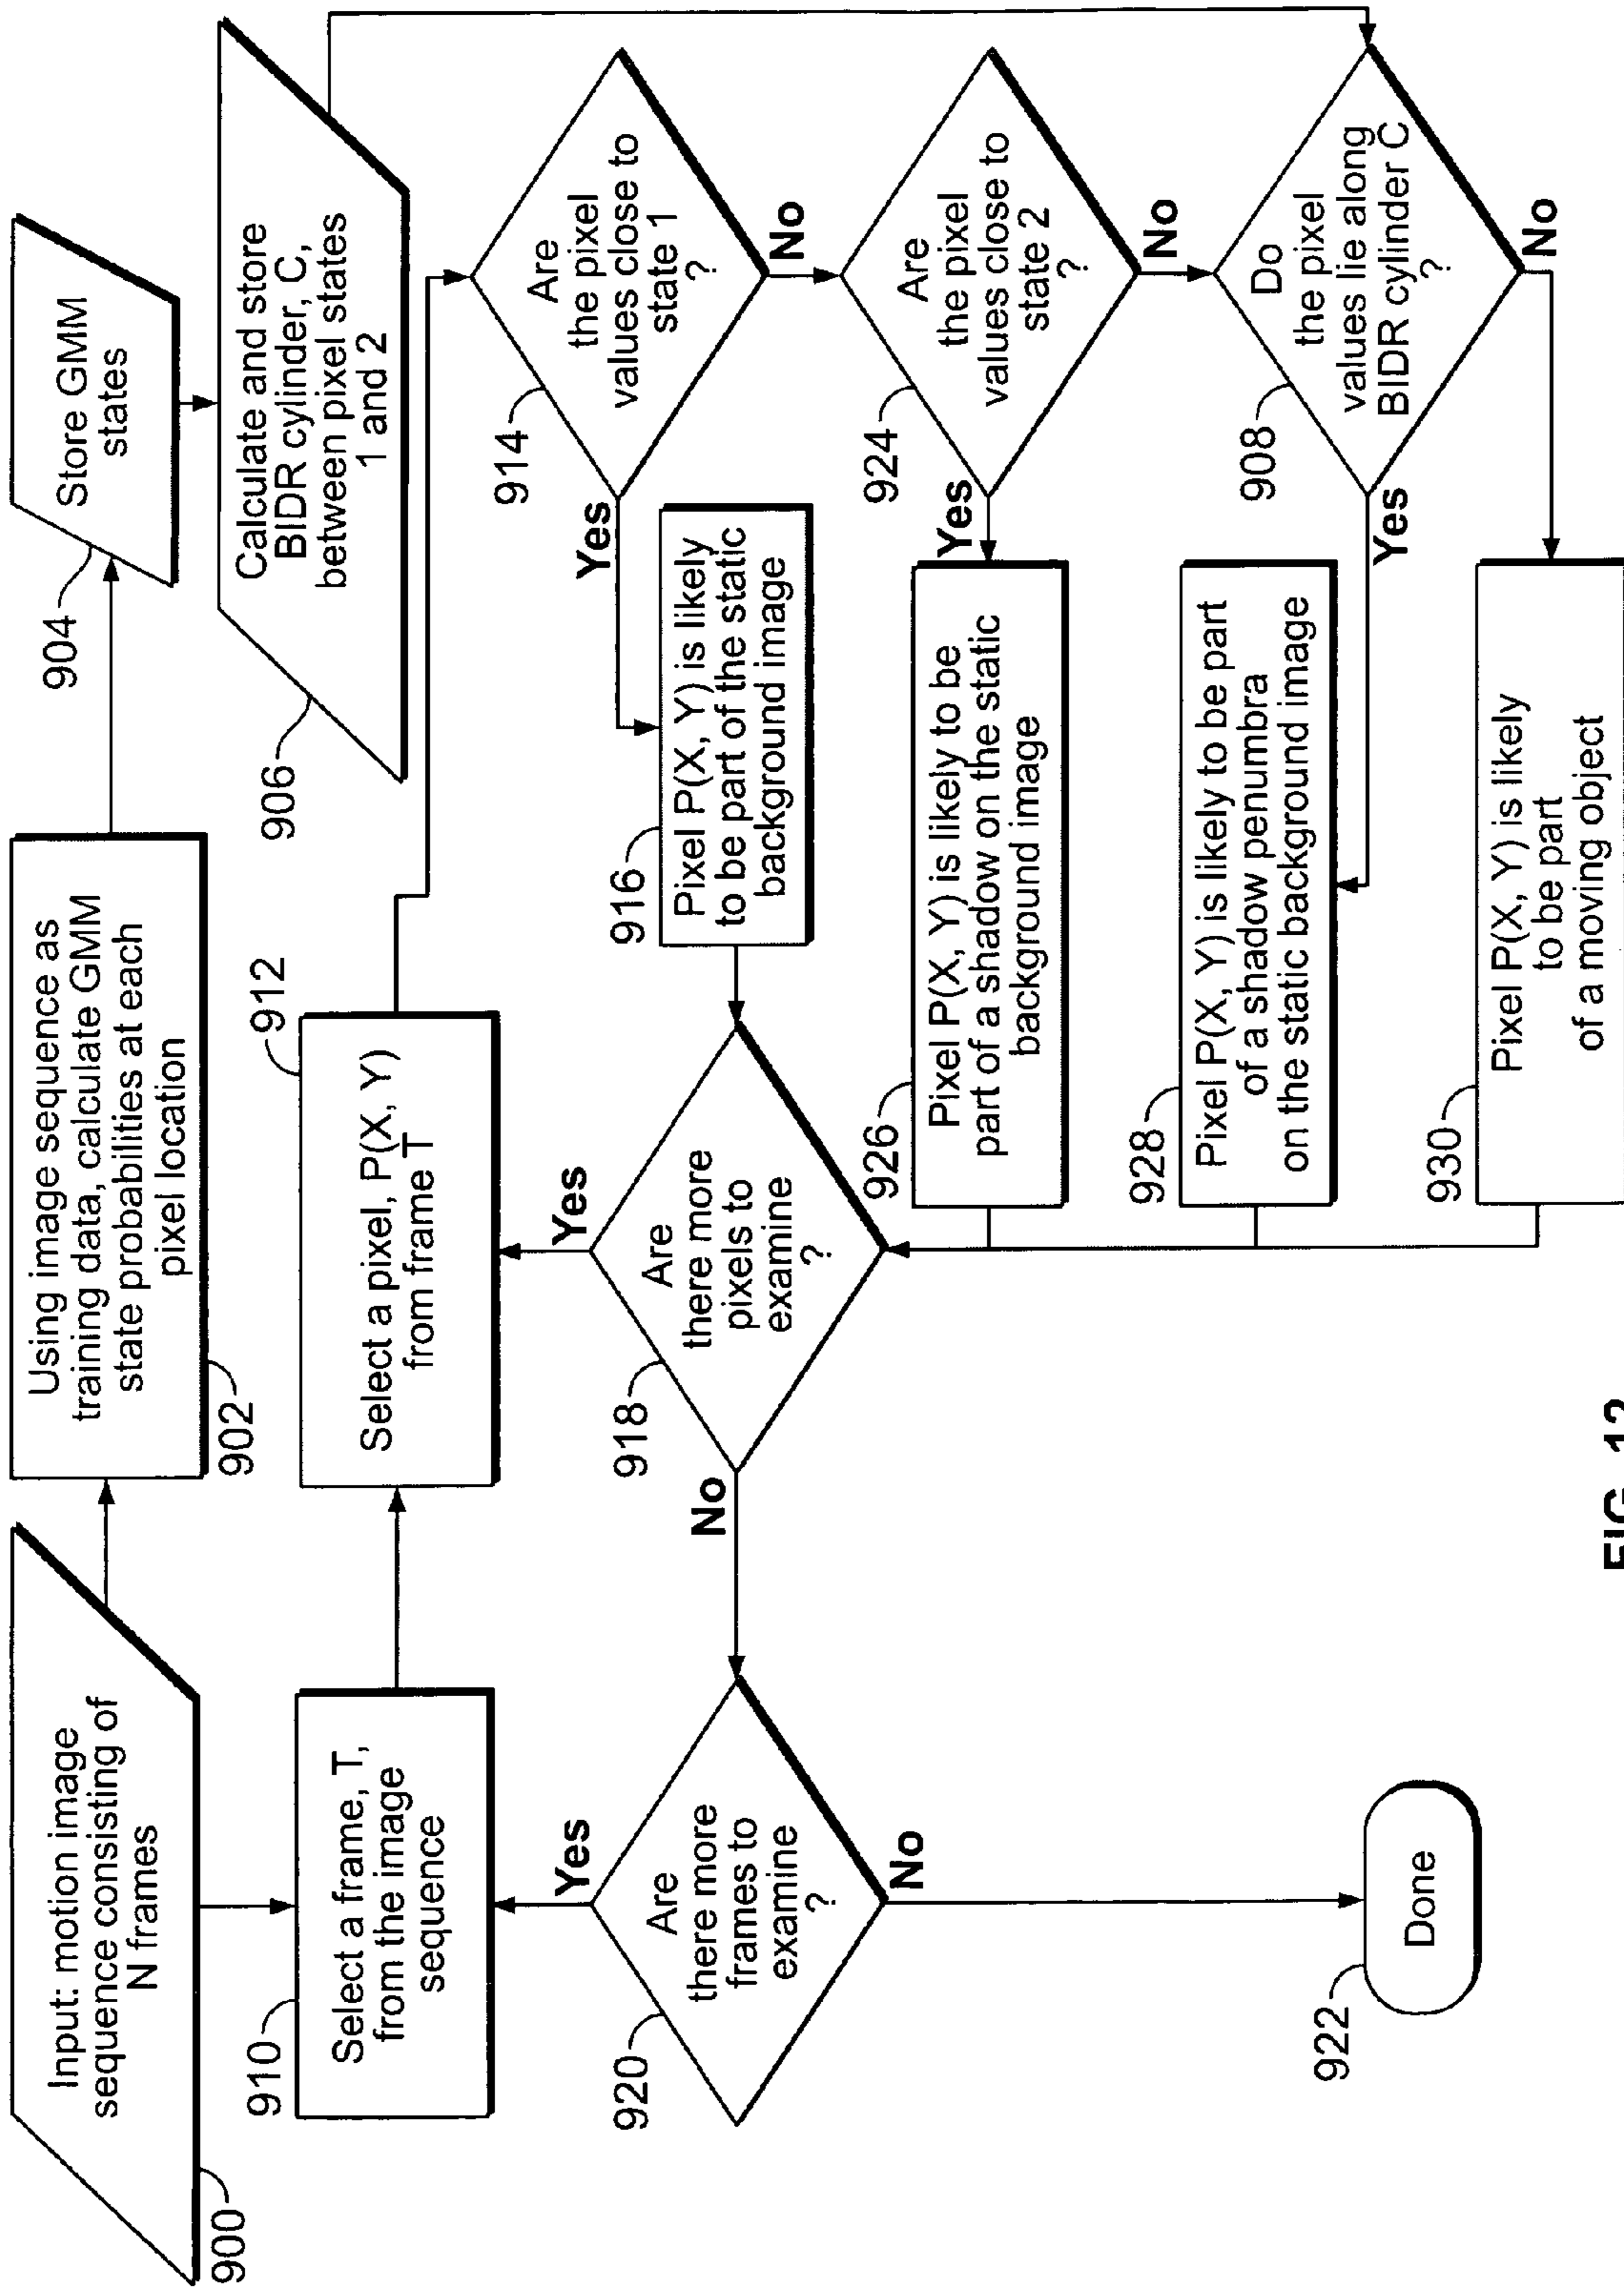 Input: motion image
sequence consisting of
N frames
900
Using image sequence as
training data, calculate GMM
state probabilities at each
pixel location
902
Store GMM
states
904
Calculate and store
BIDR cylinder, C,
between pixel states
1 and 2
906
910
Select a frame, T,
from the image
sequence
912
Select a pixel, P(X, Y)
from frame T
Are
the pixel
values close to
state 1
?
914
Yes
No
916
Pixel P(X, Y) is likely
to be part of the static
background image
Are
there more
pixels to
examine
?
918
Yes
No
Are
there more
frames to
examine
?
920
Yes
No
Are
the pixel
values close to
state 2
?
924
Yes
No
926
Pixel P(X, Y) is likely to be
part of a shadow on the static
background image
Do
the pixel
values lie along
BIDR cylinder C
?
908
Yes
No
928
Pixel P(X, Y) is likely to be part
of a shadow penumbra
on the static background image
930
Pixel P(X, Y) is likely
to be part
of a moving object
922
Done